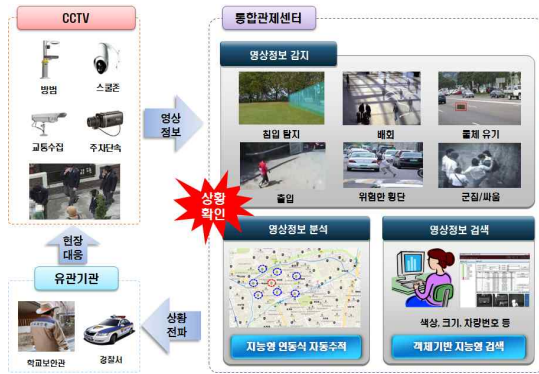 CCTV
방범
스쿨존
교통수집
주차단속
영상
정보
통합관제센터
영상정보 감지
침입 탐지
배회
물체 유기
출입
위험한 횡단
군집/싸움
상황
확인
영상정보 분석
지능형 연동식 자동추적
영상정보 검색
색상, 크기, 차량번호 등
객체기반 지능형 검색
현장
대응
유관기관
학교보안관
경찰서
상황
전파